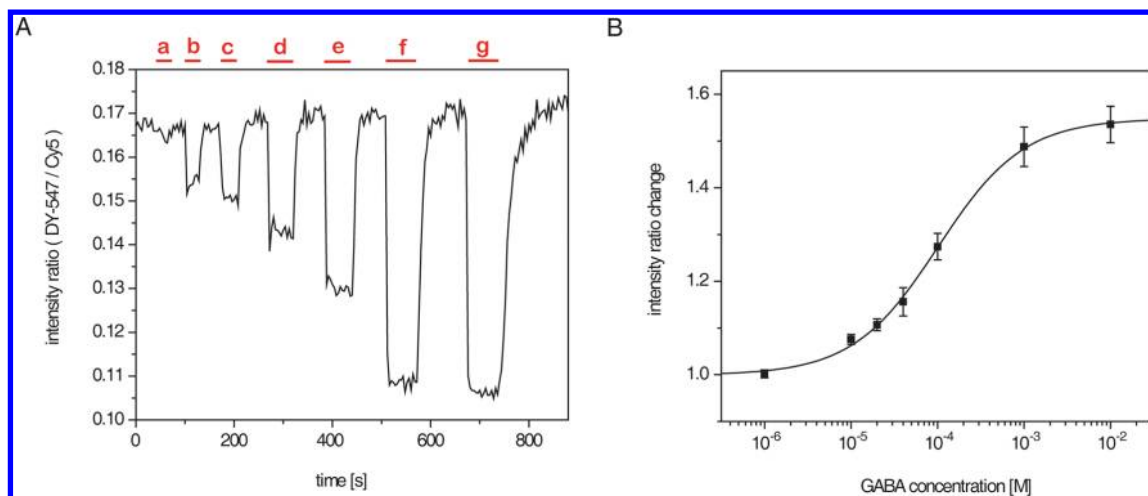 A
a b c d e f g
0.18
0.17
0.16
0.15
0.14
0.13
0.12
0.11
0.10
intensity ratio ( DY-547 / Cy5)
0 200 400 600 800
time [s]
B
1.6
1.4
1.2
1.0
intensity ratio change
10⁻⁶ 10⁻⁵ 10⁻⁴ 10⁻³ 10⁻²
GABA concentration [M]